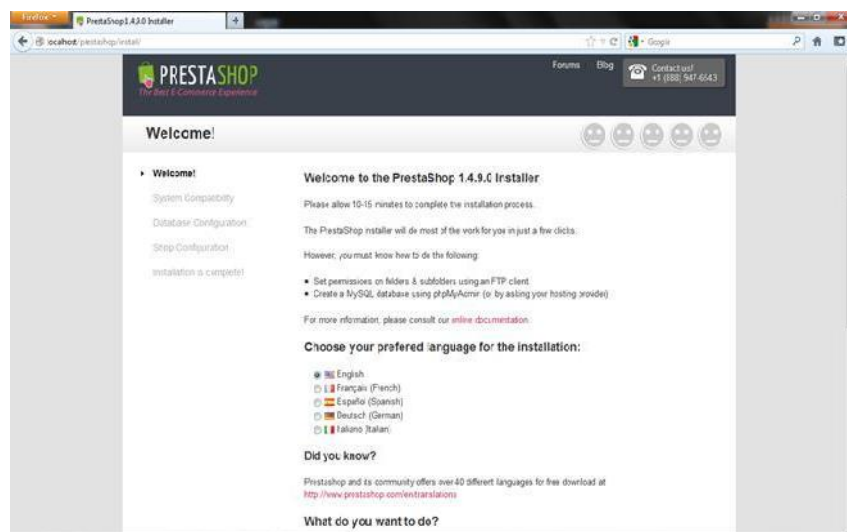 Firefox
PrestaShop 1.4.9.0 Installer
localhost/prestashop/install/
Google
PRESTASHOP
The Best E-Commerce Experience
Forums
Blog
Contact us!
+1 (888) 947-6543
Welcome!
Welcome!
System Compatibility
Database Configuration
Shop Configuration
Installation is complete!
Welcome to the PrestaShop 1.4.9.0 Installer
Please allow 10-15 minutes to complete the installation process.
The PrestaShop installer will do most of the work for you in just a few clicks.
However, you must know how to do the following:
Set permissions on folders & subfolders using an FTP client
Create a MySQL database using phpMyAdmin (or by asking your hosting provider)
For more information, please consult our online documentation
Choose your prefered language for the installation:
English
Français (French)
Español (Spanish)
Deutsch (German)
Italiano (Italian)
Did you know?
Prestashop and its community offers over 40 different languages for free download at
http://www.prestashop.com/en/translations
What do you want to do?